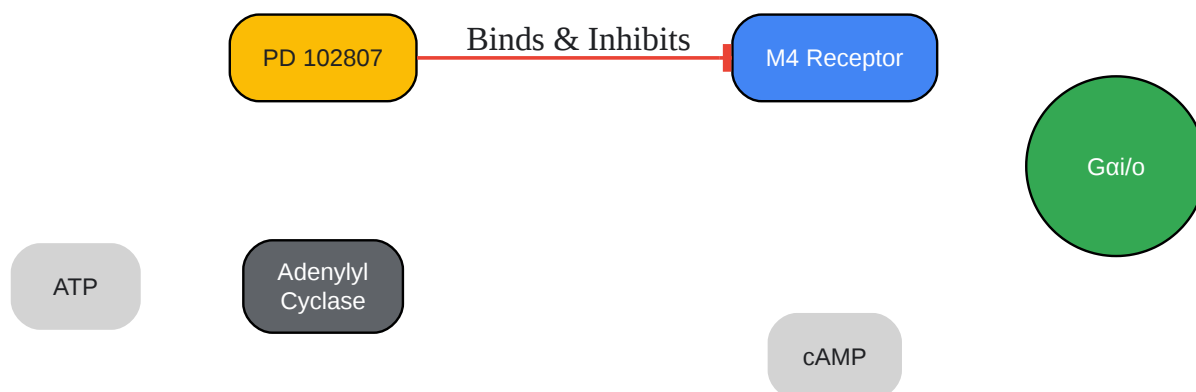 Binds & Inhibits
PD 102807
M4 Receptor
Gαi/o
Adenylyl
Cyclase
ATP
cAMP